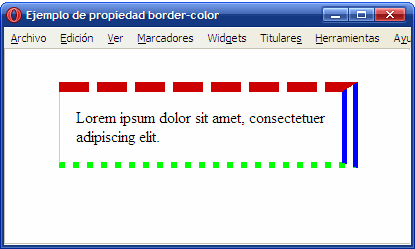 Ejemplo de propiedad border-color
Archivo Edición Ver Marcadores Widgets Titulares Herramientas Ayu
Lorem ipsum dolor sit amet, consectetuer
adipiscing elit.